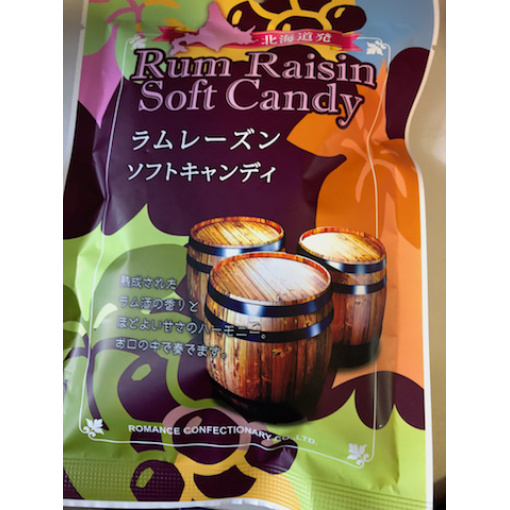 北海道発
Rum Raisin
Soft Candy
ラムレーズン
ソフトキャンディ
熟成された
ラム酒の香りと
ほどよい甘さのハーモニー。
お口の中で奏でます。
ROMANCE CONFECTIONARY CO., LTD.